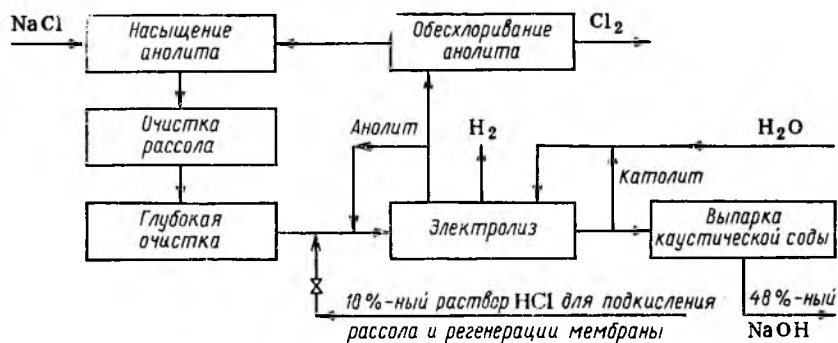 NaCl
Насыщение
анолита
Обесхлоривание
анолита
Cl₂
Очистка
рассола
Анолит
H₂
H₂O
Католит
Глубокая
очистка
Электролиз
Выпарка
каустической соды
18%-ный раствор HCl для подкисления
рассола и регенерации мембраны
48%-ный
NaOH